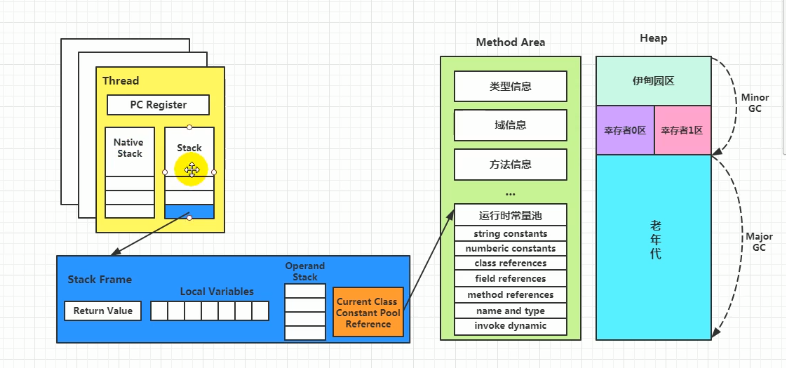 Thread
PC Register
Native
Stack
Stack
Stack Frame
Return Value
Local Variables
Operand
Stack
Current Class
Constant Pool
Reference
Method Area
类型信息
域信息
方法信息
...
运行时常量池
string constants
numberic constants
class references
field references
method references
name and type
invoke dynamic
Heap
伊甸园区
幸存者0区
幸存者1区
老
年
代
Minor
GC
Major
GC